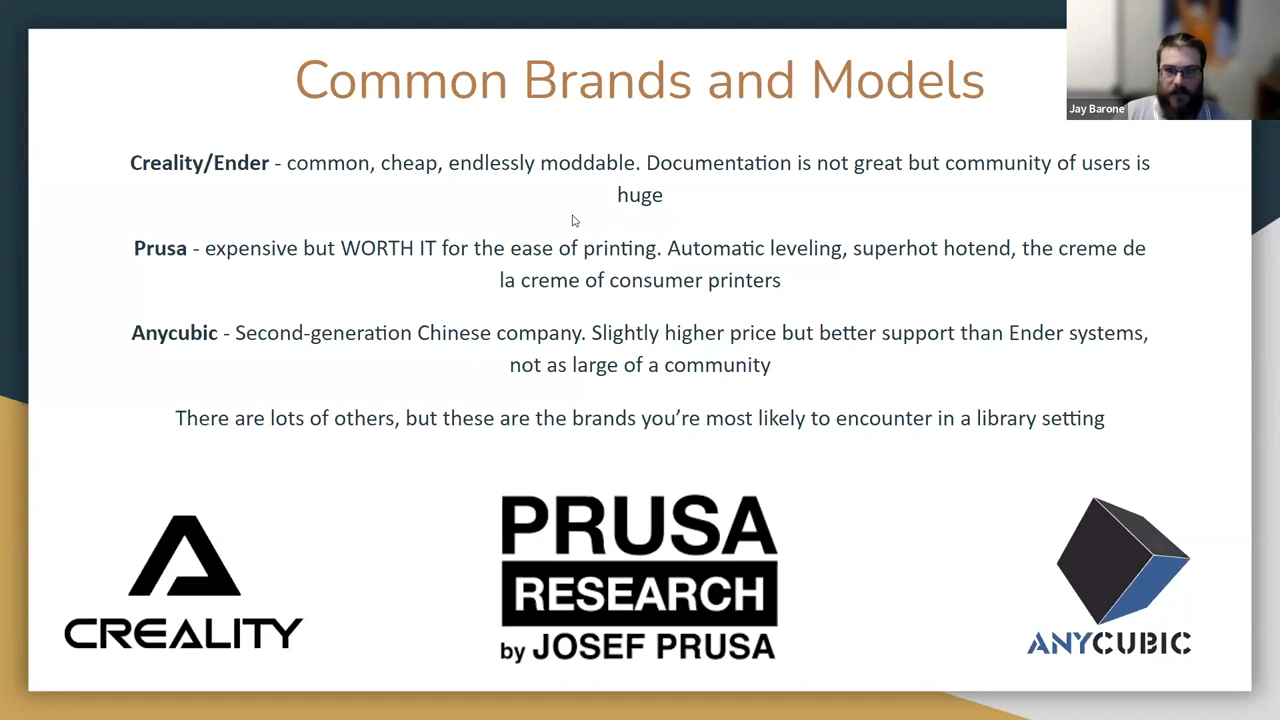 Common Brands and Models
Jay Barone
Creality/Ender - common, cheap, endlessly moddable. Documentation is not great but community of users is
huge
Prusa - expensive but WORTH IT for the ease of printing. Automatic leveling, superhot hotend, the creme de
la creme of consumer printers
Anycubic - Second-generation Chinese company. Slightly higher price but better support than Ender systems,
not as large of a community
There are lots of others, but these are the brands you’re most likely to encounter in a library setting
CREALITY
PRUSA
RESEARCH
by JOSEF PRUSA
ANYCUBIC